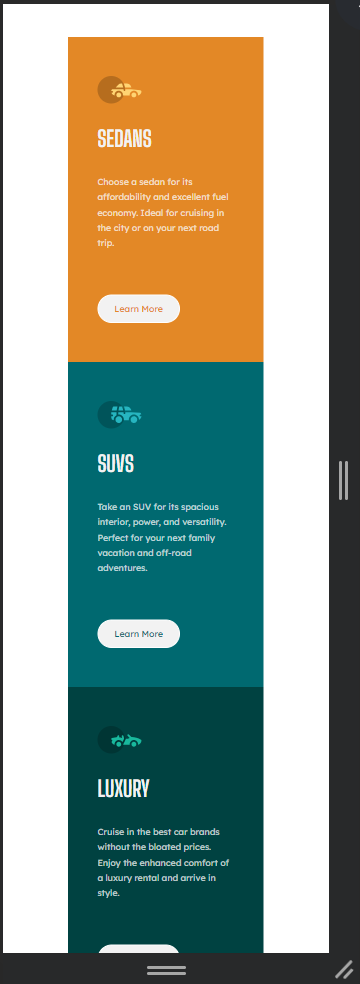 SEDANS
Choose a sedan for its
affordability and excellent fuel
economy. Ideal for cruising in
the city or on your next road
trip.
Learn More
SUVS
Take an SUV for its spacious
interior, power, and versatility.
Perfect for your next family
vacation and off-road
adventures.
Learn More
LUXURY
Cruise in the best car brands
without the bloated prices.
Enjoy the enhanced comfort of
a luxury rental and arrive in
style.